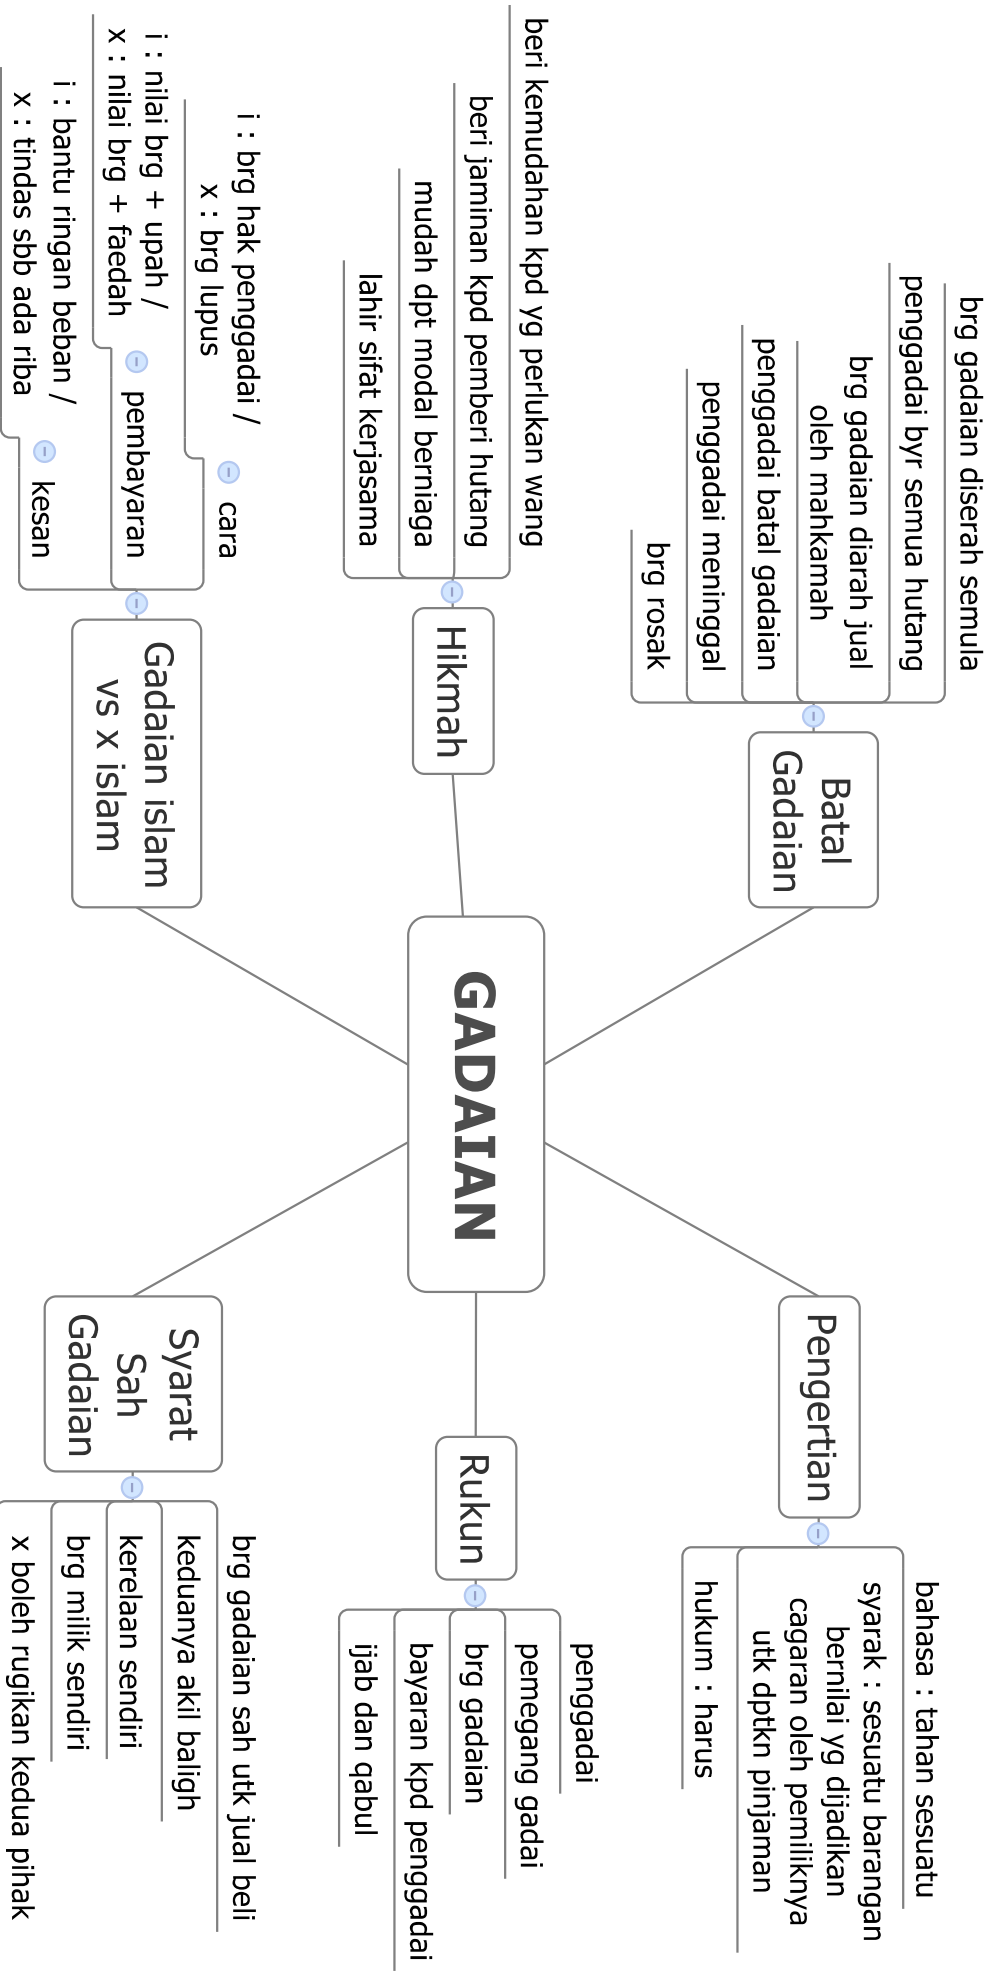 GADAIAN
Pengertian
bahasa : tahan sesuatu
syarak : sesuatu barangan
bernilai yg dijadikan
cagaran oleh pemiliknya
utk dptkn pinjaman
hukum : harus
Rukun
penggadai
pemegang gadai
brg gadaian
bayaran kpd penggadai
ijab dan qabul
Syarat
Sah
Gadaian
brg gadaian sah utk jual beli
keduanya akil baligh
kerelaan sendiri
brg milik sendiri
x boleh rugikan kedua pihak
Batal
Gadaian
brg gadaian diserah semula
penggadai byr semua hutang
brg gadaian diarah jual
oleh mahkamah
penggadai batal gadaian
penggadai meninggal
brg rosak
Hikmah
beri kemudahan kpd yg perlukan wang
beri jaminan kpd pemberi hutang
mudah dpt modal berniaga
lahir sifat kerjasama
Gadaian islam
vs x islam
cara
i : brg hak penggadai /
x : brg lupus
pembayaran
i : nilai brg + upah /
x : nilai brg + faedah
kesan
i : bantu ringan beban /
x : tindas sbb ada riba